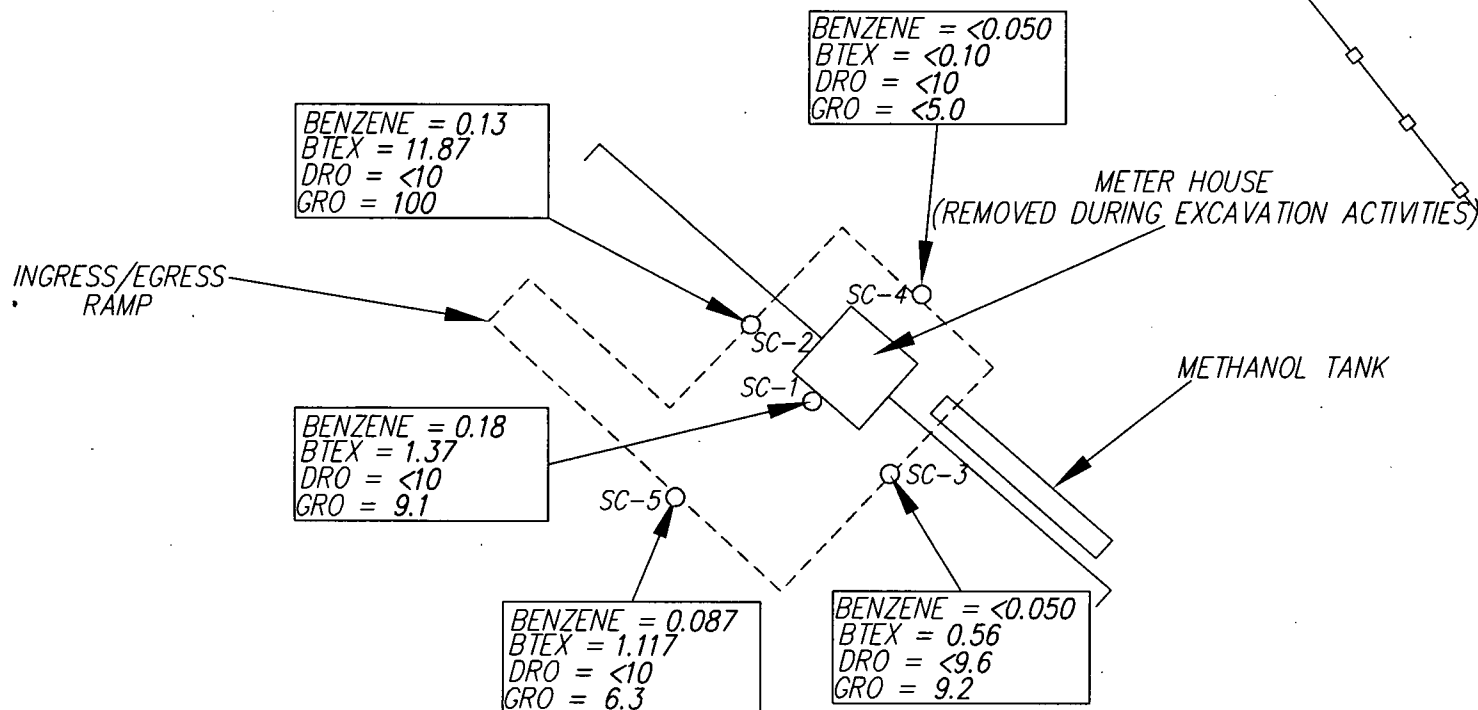 BENZENE = <0.050
BTEX = <0.10
DRO = <10
GRO = <5.0
BENZENE = 0.13
BTEX = 11.87
DRO = <10
GRO = 100
METER HOUSE
(REMOVED DURING EXCAVATION ACTIVITIES)
INGRESS/EGRESS
RAMP
SC-4
SC-2
SC-1
METHANOL TANK
BENZENE = 0.18
BTEX = 1.37
DRO = <10
GRO = 9.1
SC-3
SC-5
BENZENE = 0.087
BTEX = 1.117
DRO = <10
GRO = 6.3
BENZENE = <0.050
BTEX = 0.56
DRO = <9.6
GRO = 9.2